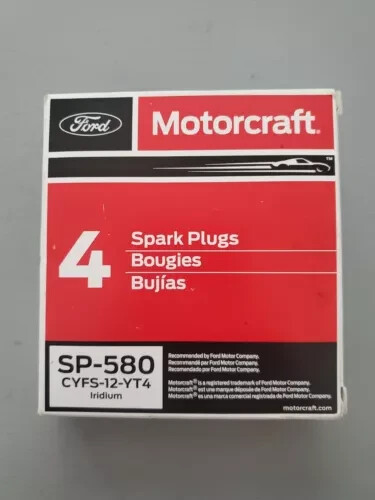 Ford
Motorcraft®
TM
4
Spark Plugs
Bougies
Bujías
SP-580
CYFS-12-YT4
Iridium
Recommended by Ford Motor Company.
Recommandé par Ford Motor Company.
Recomendado por Ford Motor Company.
Motorcraft® is a registered trademark of Ford Motor Company.
Motorcraft® est une marque déposée de Ford Motor Company.
Motorcraft® es una marca comercial registrada de Ford Motor Company.
motorcraft.com